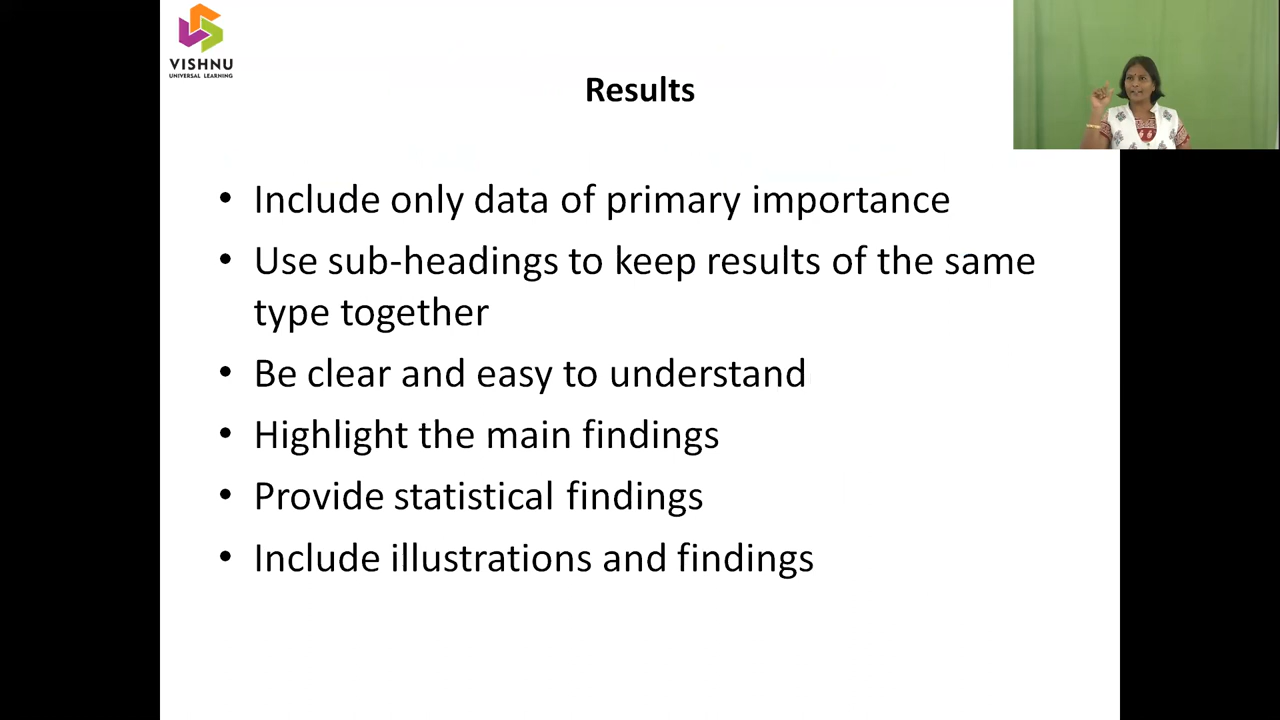 VISHNU
UNIVERSAL LEARNING
Results
• Include only data of primary importance
• Use sub-headings to keep results of the same
type together
• Be clear and easy to understand
• Highlight the main findings
• Provide statistical findings
• Include illustrations and findings